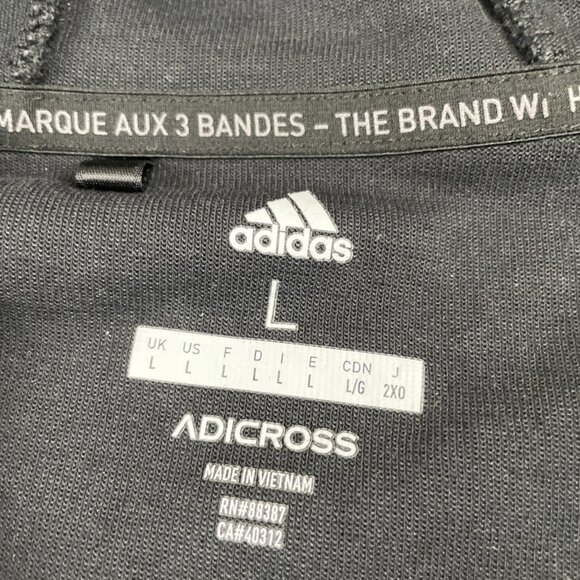 MARQUE AUX 3 BANDES – THE BRAND Wi H
adidas
L
UK US F D I E CDN J
L L L L L L L/G 2XO
ADICROSS
MADE IN VIETNAM
RN#88387
CA#40312